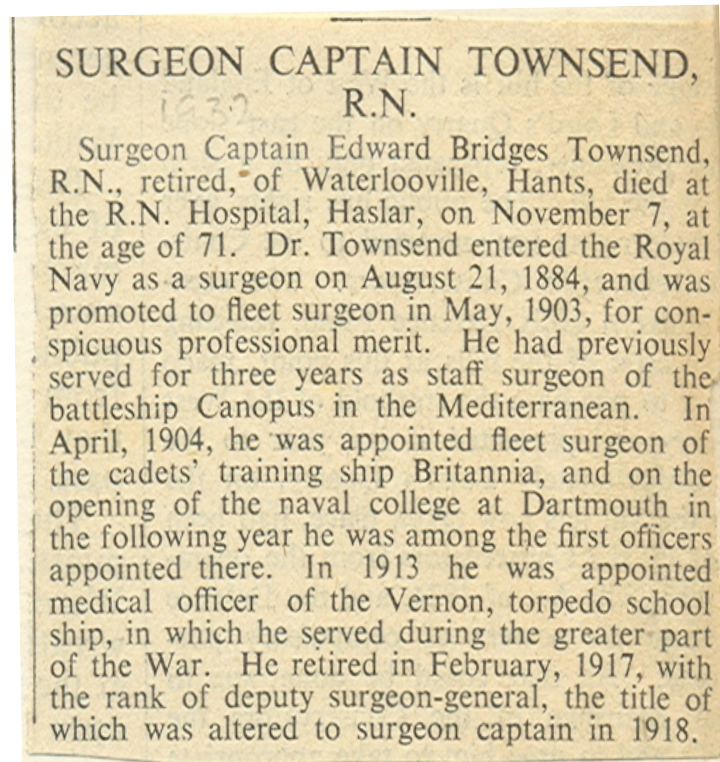 SURGEON CAPTAIN TOWNSEND,
R.N.
1932
Surgeon Captain Edward Bridges Townsend,
R.N., retired, of Waterlooville, Hants, died at
the R.N. Hospital, Haslar, on November 7, at
the age of 71. Dr. Townsend entered the Royal
Navy as a surgeon on August 21, 1884, and was
promoted to fleet surgeon in May, 1903, for con-
spicuous professional merit. He had previously
served for three years as staff surgeon of the
battleship Canopus in the Mediterranean. In
April, 1904, he was appointed fleet surgeon of
the cadets' training ship Britannia, and on the
opening of the naval college at Dartmouth in
the following year he was among the first officers
appointed there. In 1913 he was appointed
medical officer of the Vernon, torpedo school
ship, in which he served during the greater part
of the War. He retired in February, 1917, with
the rank of deputy surgeon-general, the title of
which was altered to surgeon captain in 1918.